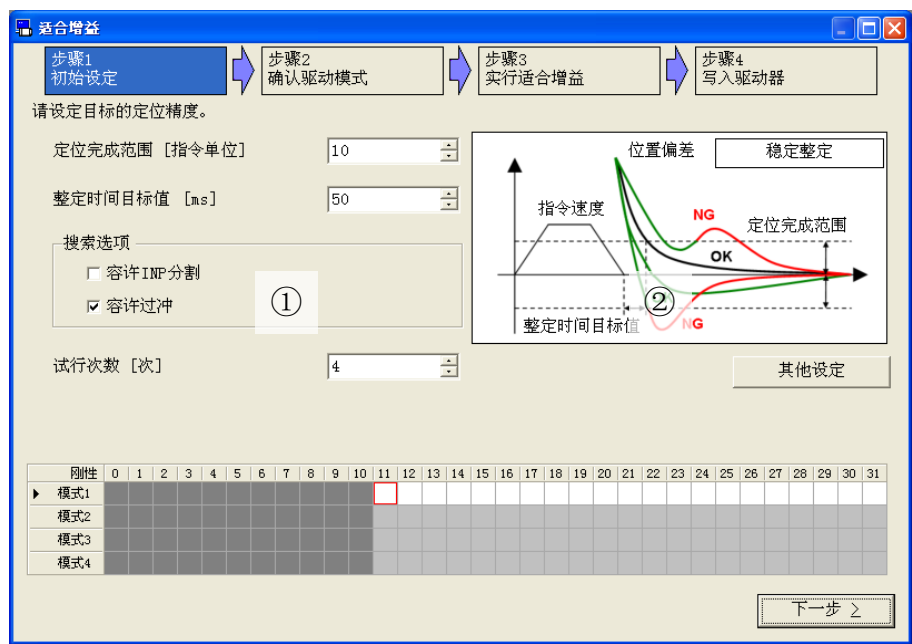 适合增益
步骤1
初始设定
步骤2
确认驱动模式
步骤3
实行适合增益
步骤4
写入驱动器
请设定目标的定位精度。
定位完成范围 [指令单位]
10
整定时间目标值 [ms]
50
搜索选项
容许INP分割
容许过冲
①
试行次数 [次]
4
位置偏差
稳定整定
指令速度
NG
定位完成范围
OK
②
整定时间目标值
NG
其他设定
刚性 0 1 2 3 4 5 6 7 8 9 10 11 12 13 14 15 16 17 18 19 20 21 22 23 24 25 26 27 28 29 30 31
模式1
模式2
模式3
模式4
下一步 >